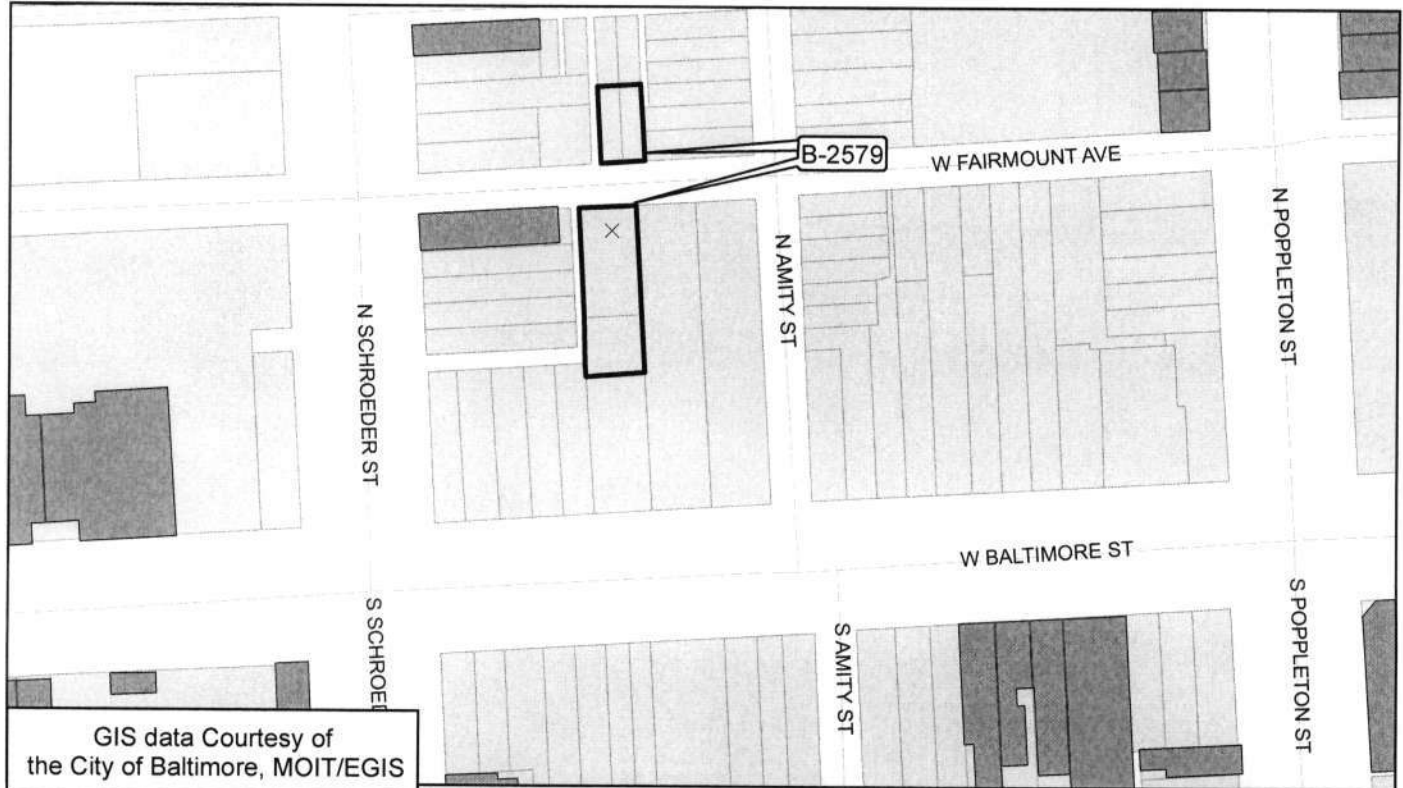 B-2579
W FAIRMOUNT AVE
N POPPLETON ST
N AMITY ST
N SCHROEDER ST
W BALTIMORE ST
S SCHROED
S AMITY ST
S POPPLETON ST
GIS data Courtesy of
the City of Baltimore, MOIT/EGIS